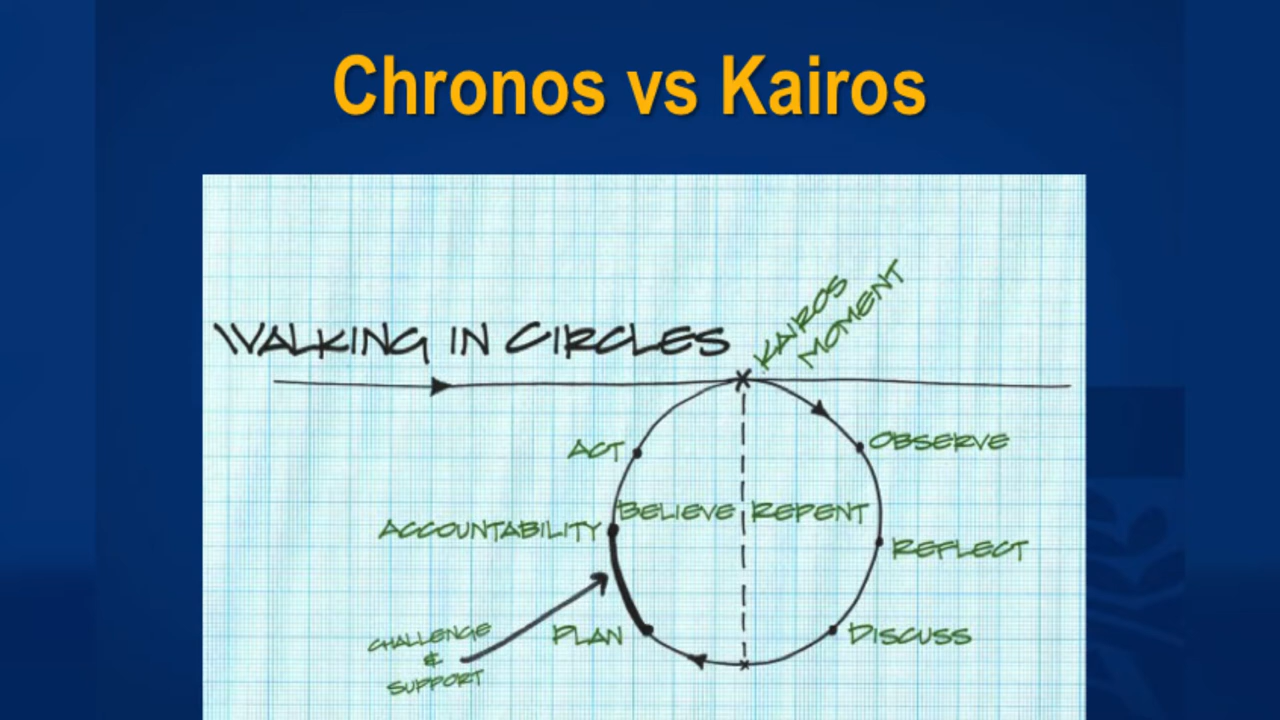 Chronos vs Kairos
WALKING IN CIRCLES
KAIROS
MOMENT
ACT
OBSERVE
BELIEVE
REPENT
ACCOUNTABILITY
REFLECT
CHALLENGE
&
SUPPORT
PLAN
DISCUSS